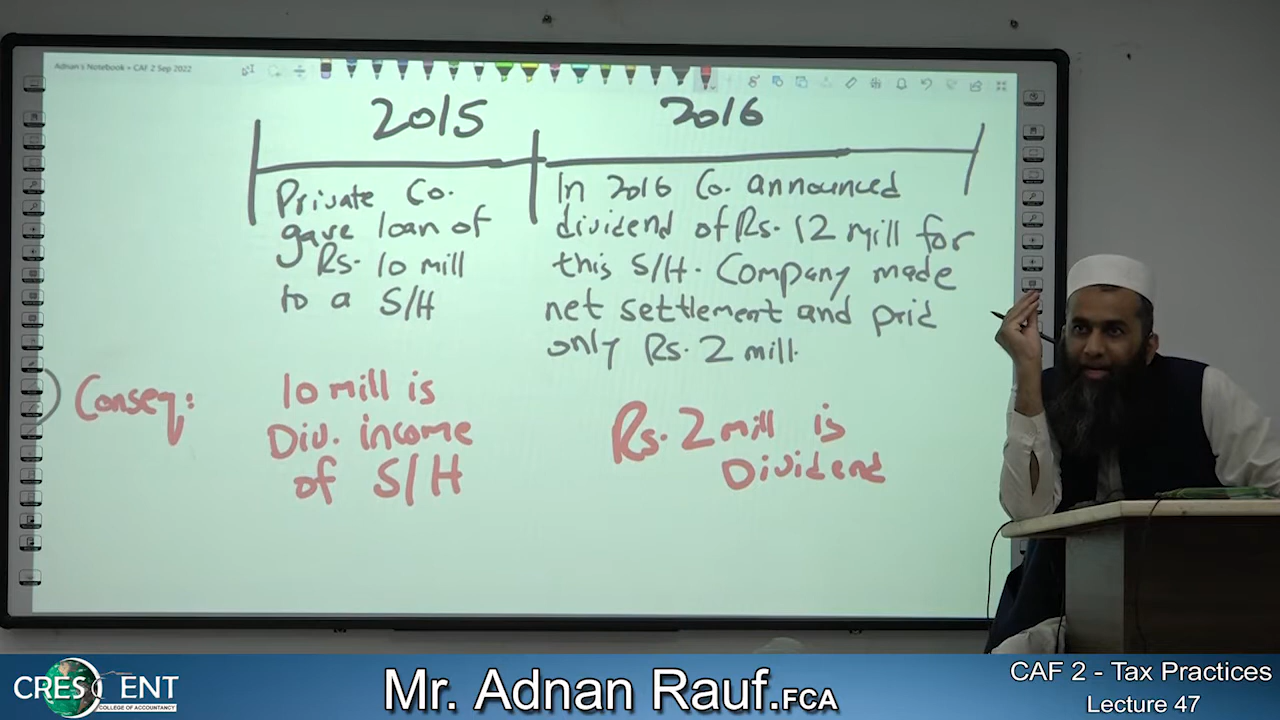 Adnan's Notebook > CAF 2 Sep 2022
2015
2016
Private Co.
gave loan of
Rs. 10 mill
to a S/H
In 2016 Co. announced
dividend of Rs. 12 mill for
this S/H. Company made
net settlement and paid
only Rs. 2 mill.
Conseq:
10 mill is
Div. income
of S/H
Rs. 2 mill is
Dividend
CRESCENT
COLLEGE OF ACCOUNTANCY
Mr. Adnan Rauf.FCA
CAF 2 - Tax Practices
Lecture 47